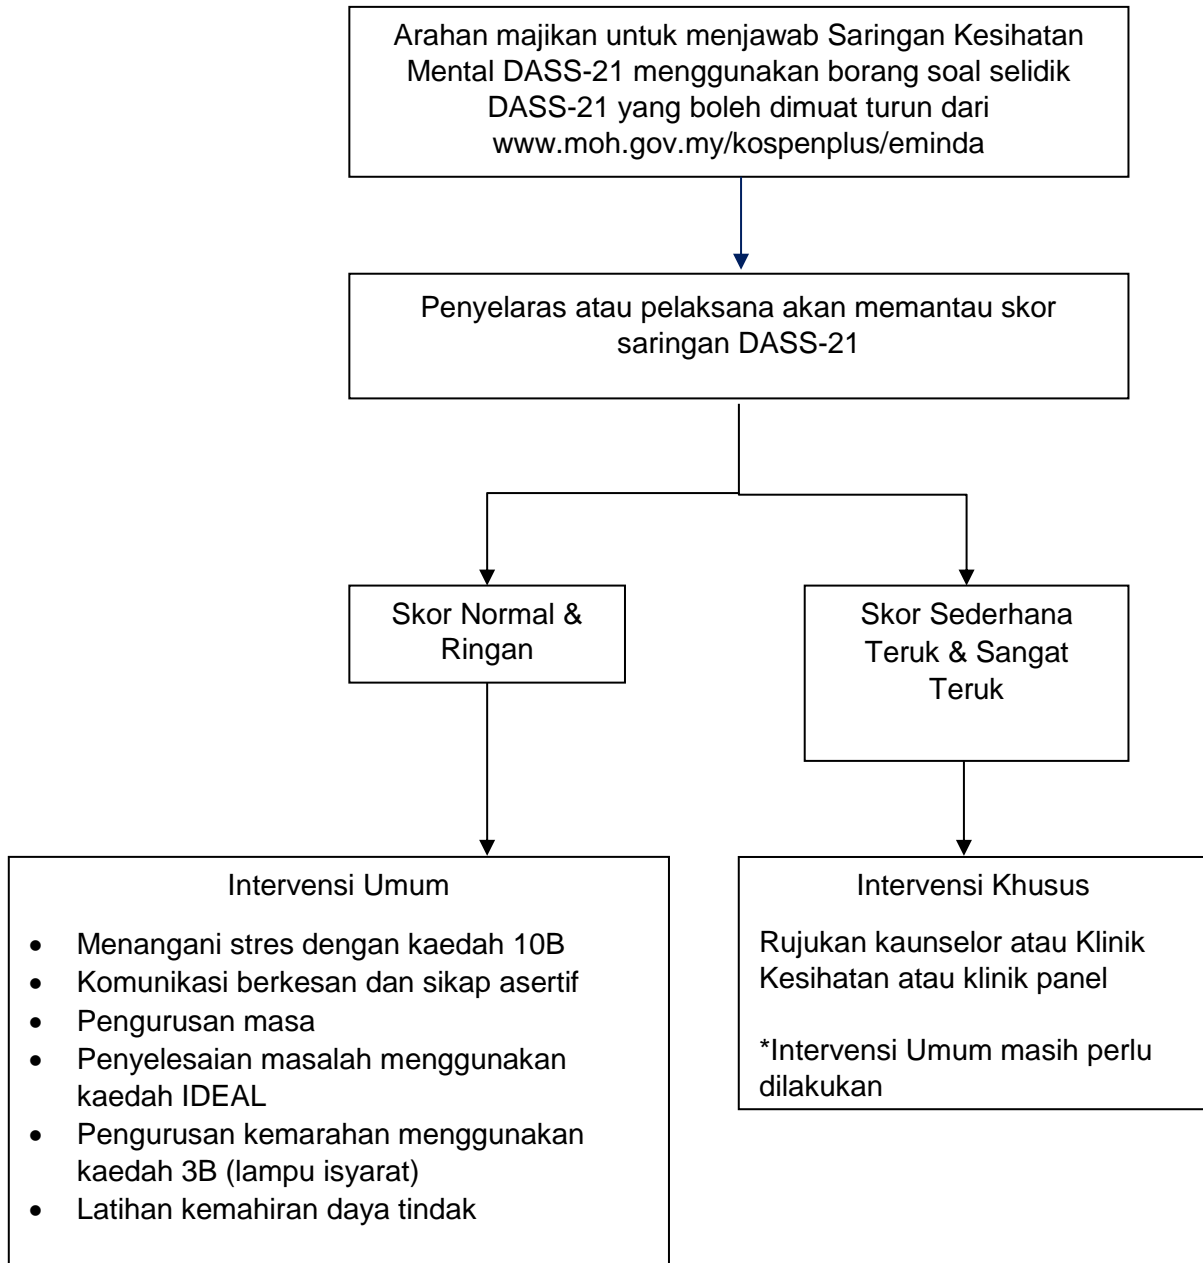 Arahan majikan untuk menjawab Saringan Kesihatan
Mental DASS-21 menggunakan borang soal selidik
DASS-21 yang boleh dimuat turun dari
www.moh.gov.my/kospenplus/eminda
Penyelaras atau pelaksana akan memantau skor
saringan DASS-21
Skor Normal &
Ringan
Skor Sederhana
Teruk & Sangat
Teruk
Intervensi Umum
• Menangani stres dengan kaedah 10B
• Komunikasi berkesan dan sikap asertif
• Pengurusan masa
• Penyelesaian masalah menggunakan
kaedah IDEAL
• Pengurusan kemarahan menggunakan
kaedah 3B (lampu isyarat)
• Latihan kemahiran daya tindak
Intervensi Khusus
Rujukan kaunselor atau Klinik
Kesihatan atau klinik panel
*Intervensi Umum masih perlu
dilakukan